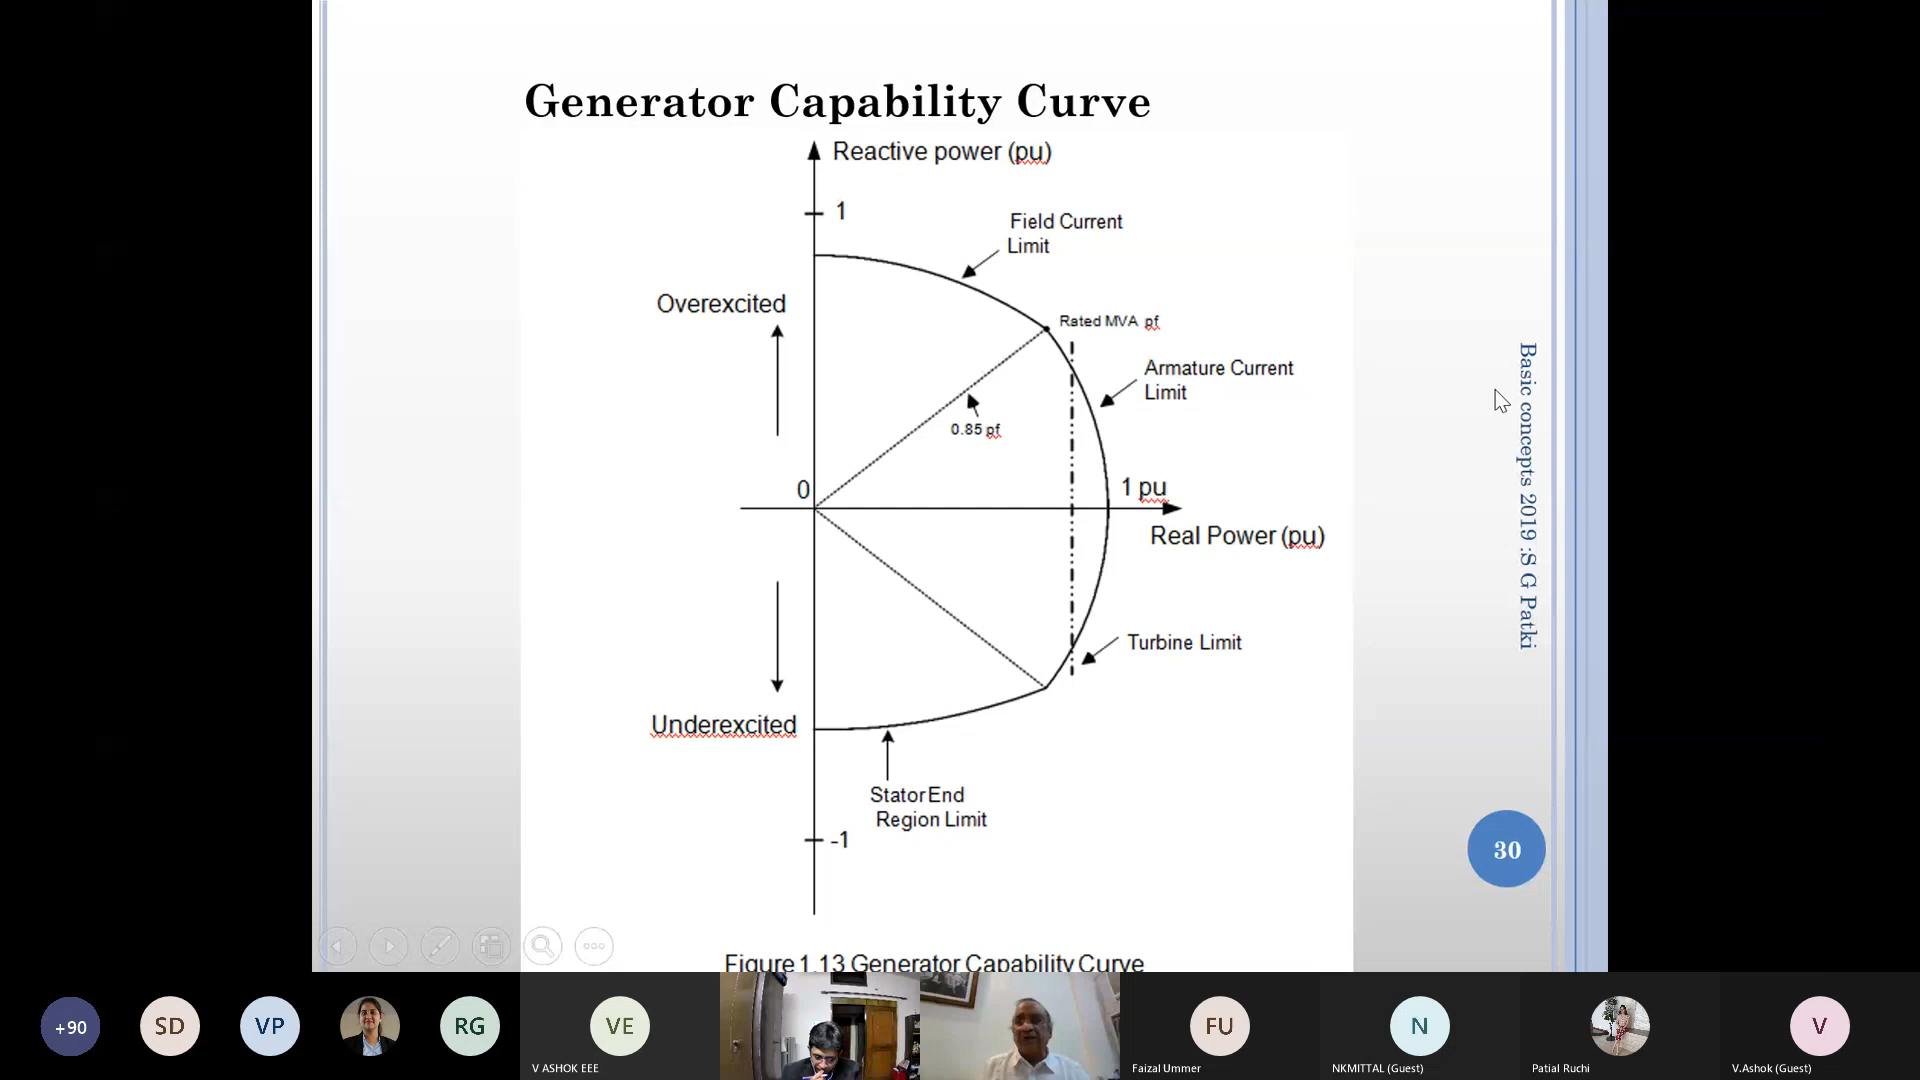 Generator Capability Curve
Reactive power (pu)
1
Field Current
Limit
Overexcited
Rated MVA pf
Armature Current
Limit
0.85 pf
0
1 pu
Real Power (pu)
Turbine Limit
Underexcited
Stator End
Region Limit
-1
Figure 1.13 Generator Capability Curve
Basic concepts 2019 :S G Patki
30
+90
SD
VP
RG
VE
V ASHOK EEE
FU
Faizal Ummer
N
NKMITTAL (Guest)
Patial Ruchi
V
V.Ashok (Guest)